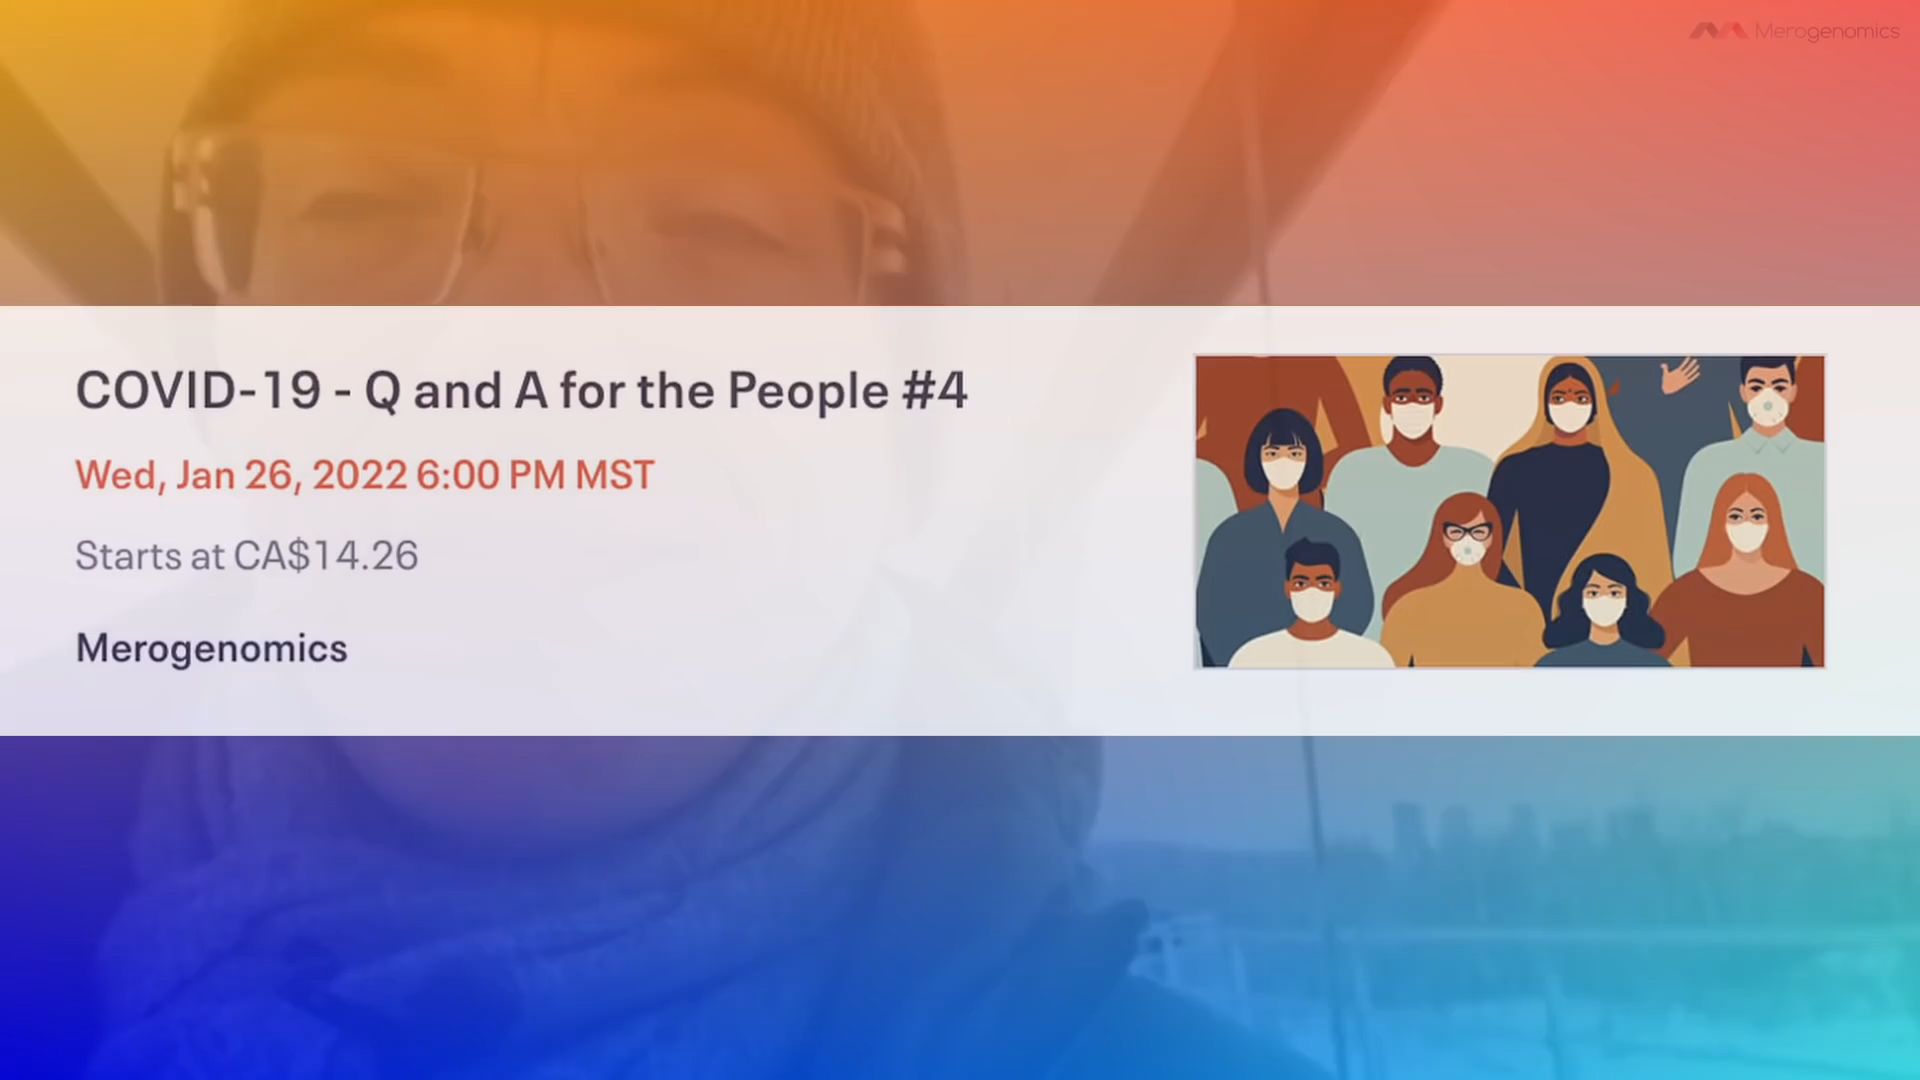 Merogenomics
COVID-19 - Q and A for the People #4
Wed, Jan 26, 2022 6:00 PM MST
Starts at CA$14.26
Merogenomics